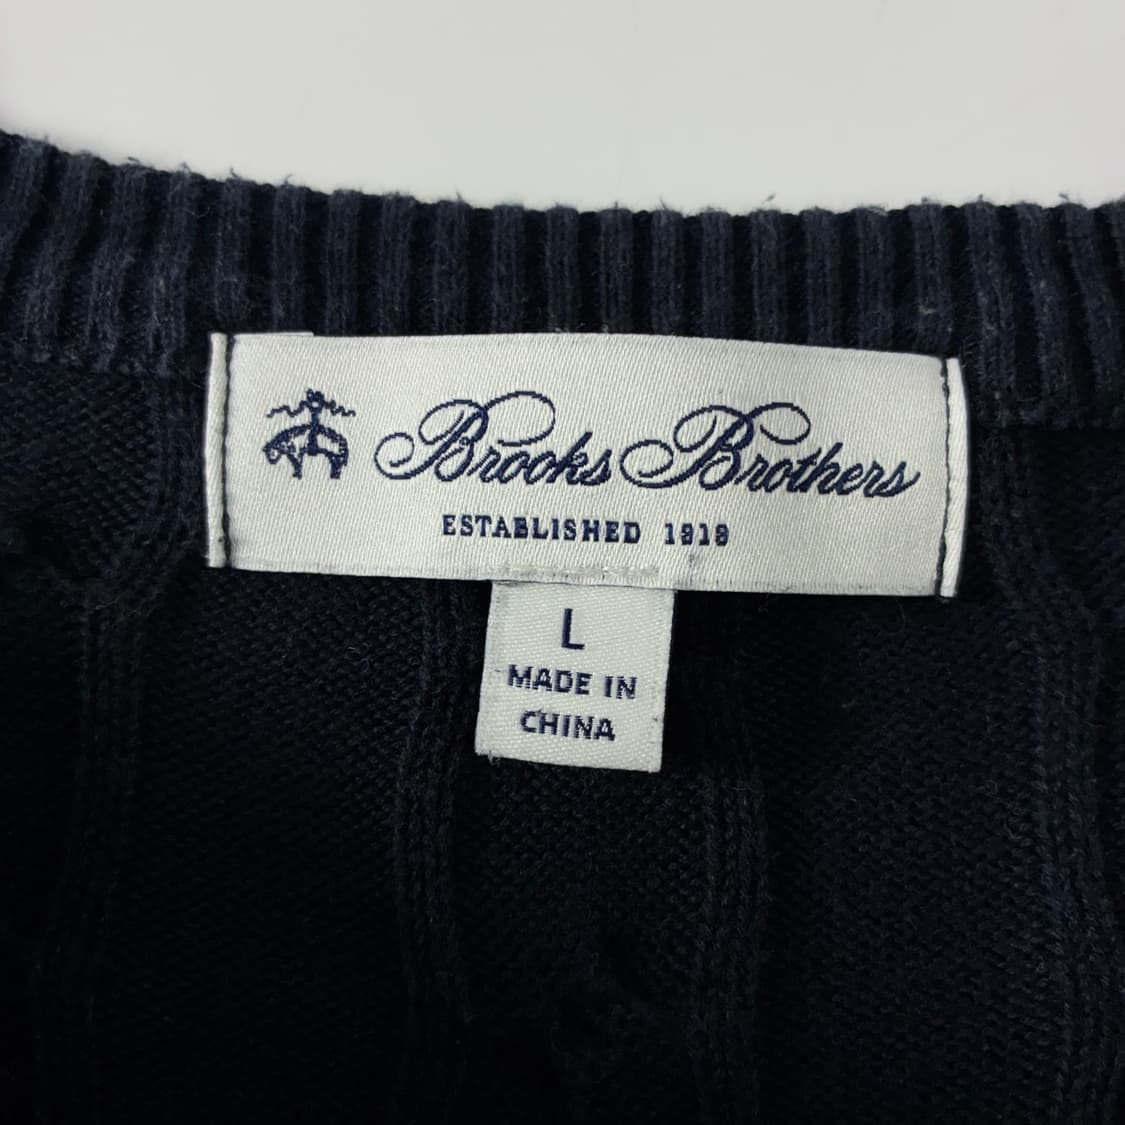 Brooks Brothers
ESTABLISHED 1818
L
MADE IN
CHINA